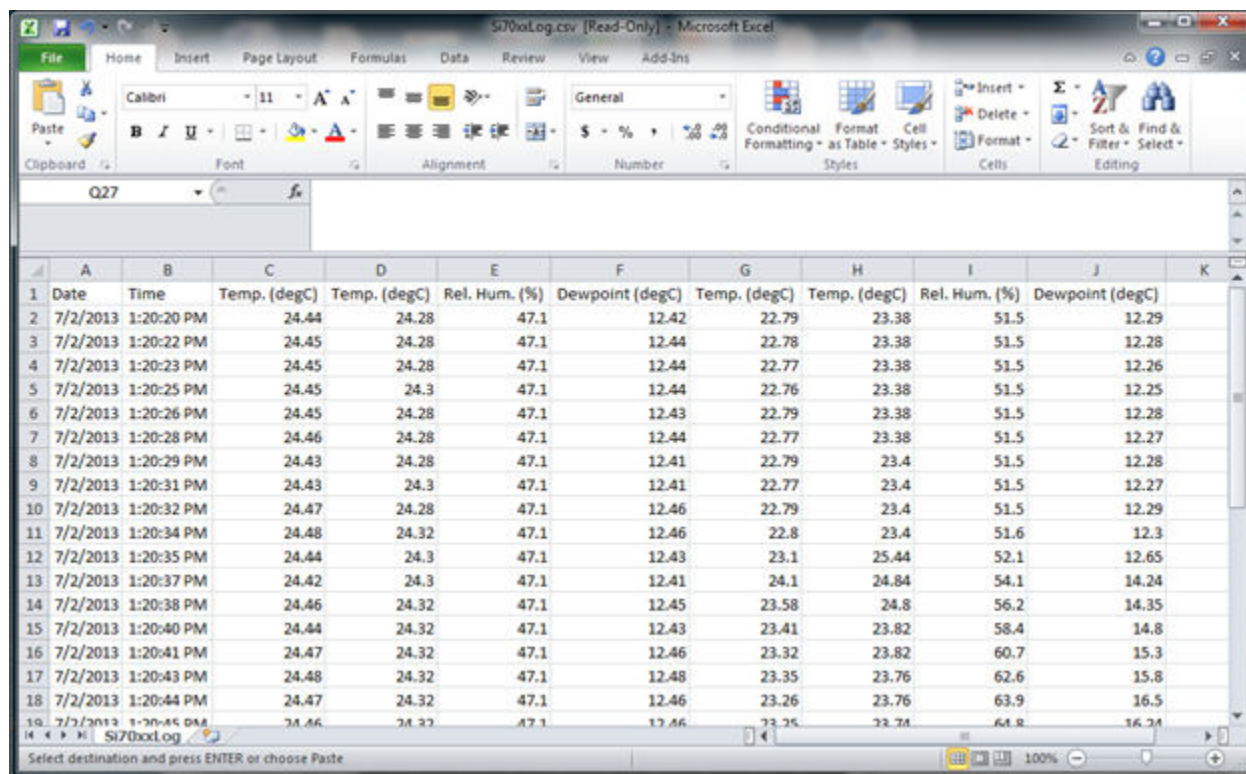 Si70xxLog.csv [Read-Only] - Microsoft Excel
File Home Insert Page Layout Formulas Data Review View Add-Ins
Calibri 11 A A General Insert Σ
Paste B I U A $ % , Conditional Formatting Format as Table Cell Styles Delete Format Sort & Filter Find & Select
Clipboard Font Alignment Number Styles Cells Editing
Q27 fx
A B C D E F G H I J K
1 Date Time Temp. (degC) Temp. (degC) Rel. Hum. (%) Dewpoint (degC) Temp. (degC) Temp. (degC) Rel. Hum. (%) Dewpoint (degC)
2 7/2/2013 1:20:20 PM 24.44 24.28 47.1 12.42 22.79 23.38 51.5 12.29
3 7/2/2013 1:20:22 PM 24.45 24.28 47.1 12.44 22.78 23.38 51.5 12.28
4 7/2/2013 1:20:23 PM 24.45 24.28 47.1 12.44 22.77 23.38 51.5 12.26
5 7/2/2013 1:20:25 PM 24.45 24.3 47.1 12.44 22.76 23.38 51.5 12.25
6 7/2/2013 1:20:26 PM 24.45 24.28 47.1 12.43 22.79 23.38 51.5 12.28
7 7/2/2013 1:20:28 PM 24.46 24.28 47.1 12.44 22.77 23.38 51.5 12.27
8 7/2/2013 1:20:29 PM 24.43 24.28 47.1 12.41 22.79 23.4 51.5 12.28
9 7/2/2013 1:20:31 PM 24.43 24.3 47.1 12.41 22.77 23.4 51.5 12.27
10 7/2/2013 1:20:32 PM 24.47 24.28 47.1 12.46 22.79 23.4 51.5 12.29
11 7/2/2013 1:20:34 PM 24.48 24.32 47.1 12.46 22.8 23.4 51.6 12.3
12 7/2/2013 1:20:35 PM 24.44 24.3 47.1 12.43 23.1 25.44 52.1 12.65
13 7/2/2013 1:20:37 PM 24.42 24.3 47.1 12.41 24.1 24.84 54.1 14.24
14 7/2/2013 1:20:38 PM 24.46 24.32 47.1 12.45 23.58 24.8 56.2 14.35
15 7/2/2013 1:20:40 PM 24.44 24.32 47.1 12.43 23.41 23.82 58.4 14.8
16 7/2/2013 1:20:41 PM 24.47 24.32 47.1 12.46 23.32 23.82 60.7 15.3
17 7/2/2013 1:20:43 PM 24.48 24.32 47.1 12.48 23.35 23.76 62.6 15.8
18 7/2/2013 1:20:44 PM 24.47 24.32 47.1 12.46 23.26 23.76 63.9 16.5
19 7/2/2013 1:20:45 PM 24.46 24.32 47.1 12.46 23.25 23.74 64.8 16.24
Si70xxLog
Select destination and press ENTER or choose Paste 100%